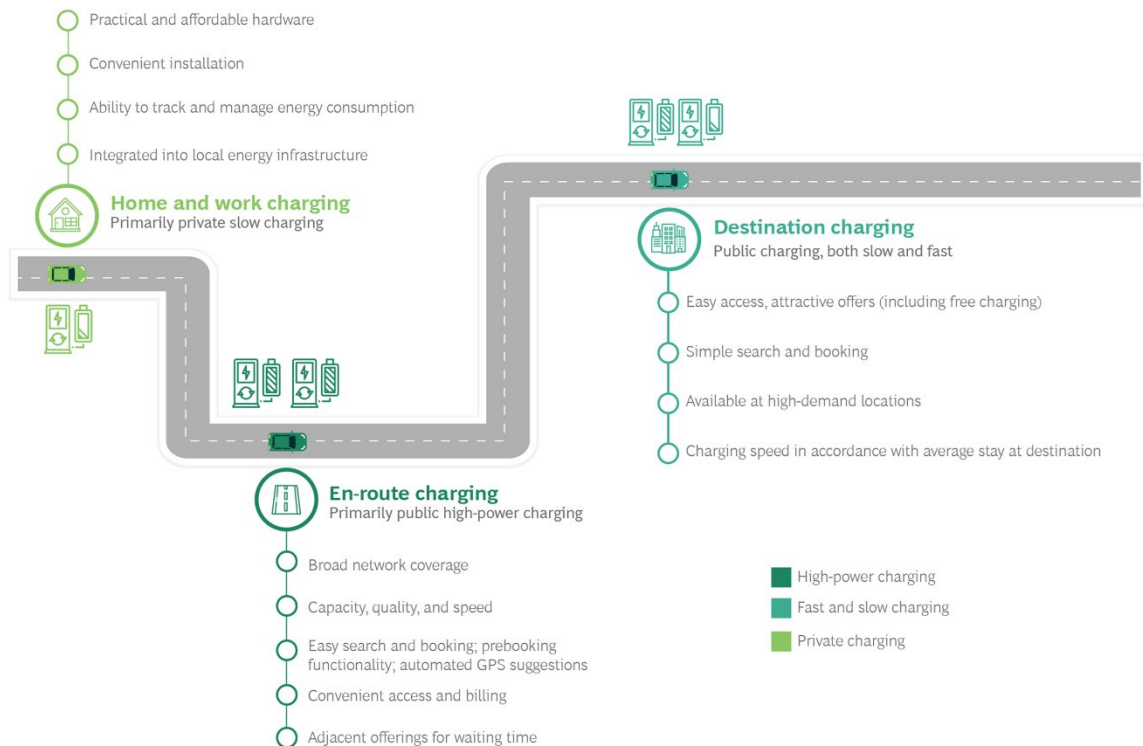 Practical and affordable hardware
Convenient installation
Ability to track and manage energy consumption
Integrated into local energy infrastructure
Home and work charging
Primarily private slow charging
Destination charging
Public charging, both slow and fast
Easy access, attractive offers (including free charging)
Simple search and booking
Available at high-demand locations
Charging speed in accordance with average stay at destination
En-route charging
Primarily public high-power charging
Broad network coverage
Capacity, quality, and speed
Easy search and booking; prebooking
functionality; automated GPS suggestions
Convenient access and billing
Adjacent offerings for waiting time
High-power charging
Fast and slow charging
Private charging